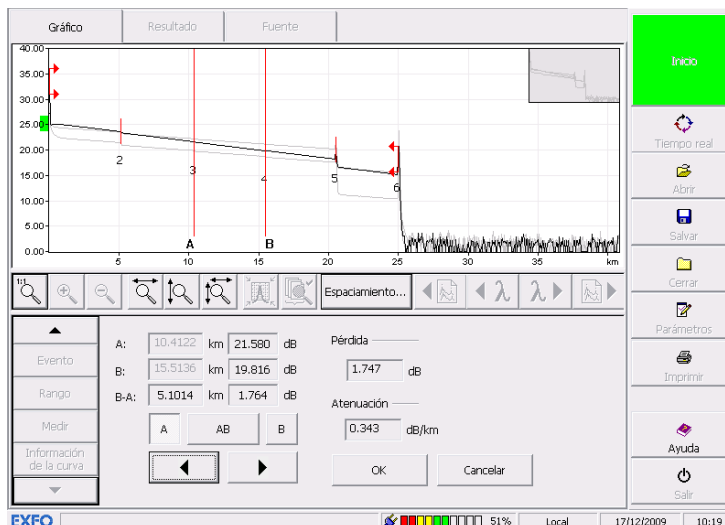 Gráfico Resultado Fuente
40.00
35.00
30.00
25.00
20.00
15.00
10.00
5.00
0.00
2 3 4 5 6
A B
5 10 15 20 25 30 35 km
1:1 Espaciamiento... λ λ
Evento
Rango
Medir
Información
de la curva
A: 10.4122 km 21.580 dB
B: 15.5136 km 19.816 dB
B-A: 5.1014 km 1.764 dB
A AB B
Pérdida
1.747 dB
Atenuación
0.343 dB/km
OK Cancelar
Inicio
Tiempo real
Abrir
Salvar
Cerrar
Parámetros
Imprimir
Ayuda
Salir
EXFO 51% Local 17/12/2009 10:19